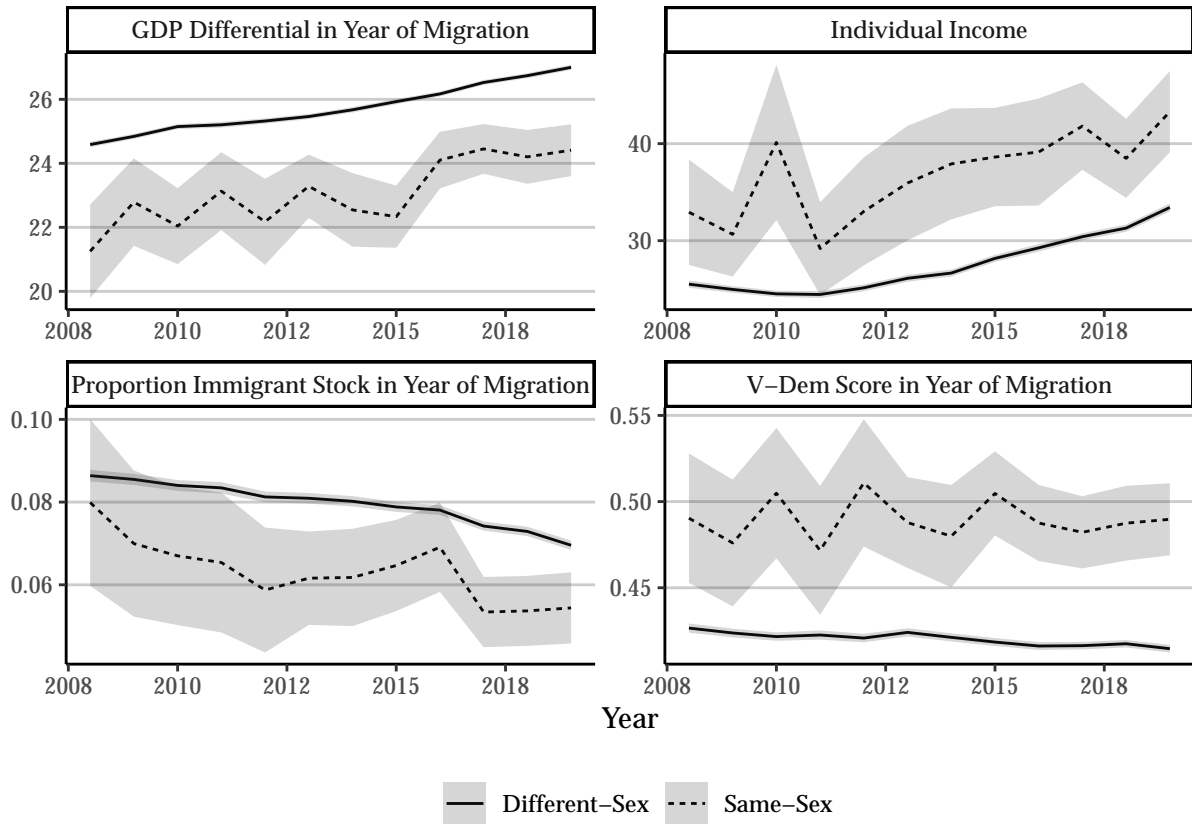 GDP Differential in Year of Migration
Individual Income
26
24
22
20
2008 2010 2012 2015 2018
40
30
2008 2010 2012 2015 2018
Proportion Immigrant Stock in Year of Migration
V−Dem Score in Year of Migration
0.10
0.08
0.06
2008 2010 2012 2015 2018
0.55
0.50
0.45
2008 2010 2012 2015 2018
Year
Different−Sex Same−Sex